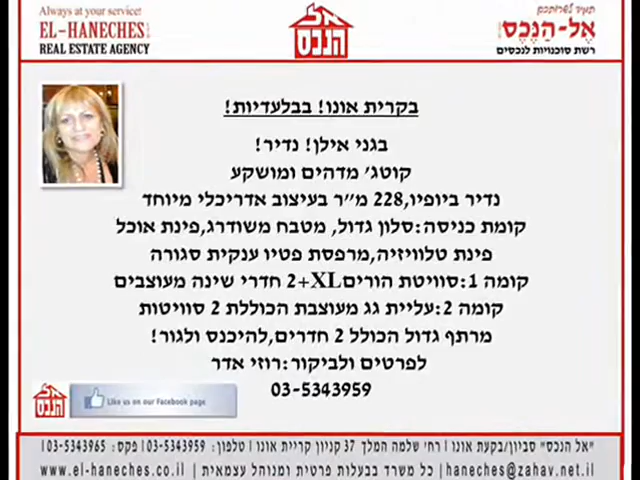 Always at your service!
EL-HANECHES
REAL ESTATE AGENCY
אל
הנכס
תמיד לשרותכם
אֶל-הַנֶכֶס
רשת סוכנויות לנכסים
בקרית אונו! בבלעדיות!
בגני אילן! נדיר!
קוטג׳ מדהים ומושקע
נדיר ביופיו,228 מ״ר בעיצוב אדריכלי מיוחד
קומת כניסה:סלון גדול, מטבח משודרג,פינת אוכל
פינת טלוויזיה,מרפסת פטיו ענקית סגורה
קומה 1:סוויטת הוריםXL+2 חדרי שינה מעוצבים
קומה 2:עליית גג מעוצבת הכוללת 2 סוויטות
מרתף גדול הכולל 2 חדרים,להיכנס ולגור!
לפרטים ולביקור:רוזי אדר
03-5343959
אל
הנכס
Like us on our Facebook page
"אל הנכס" סביון/בקעת אונו | רח' שלמה המלך 37 קניון קריית אונו | טלפון: 03-5343959 | פקס: 03-5343965|
www.el-haneches.co.il | כל משרד בבעלות פרטית ומנוהל עצמאית | haneches@zahav.net.il|